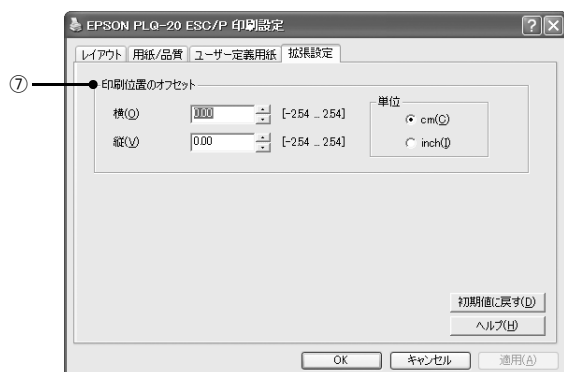 EPSON PLQ-20 ESC/P 印刷設定
レイアウト 用紙/品質 ユーザー定義用紙 拡張設定
⑦
印刷位置のオフセット
横(O) 0.00 [-2.54 .. 2.54]
縦(V) 0.00 [-2.54 .. 2.54]
単位
cm(C)
inch(I)
初期値に戻す(D)
ヘルプ(H)
OK キャンセル 適用(A)